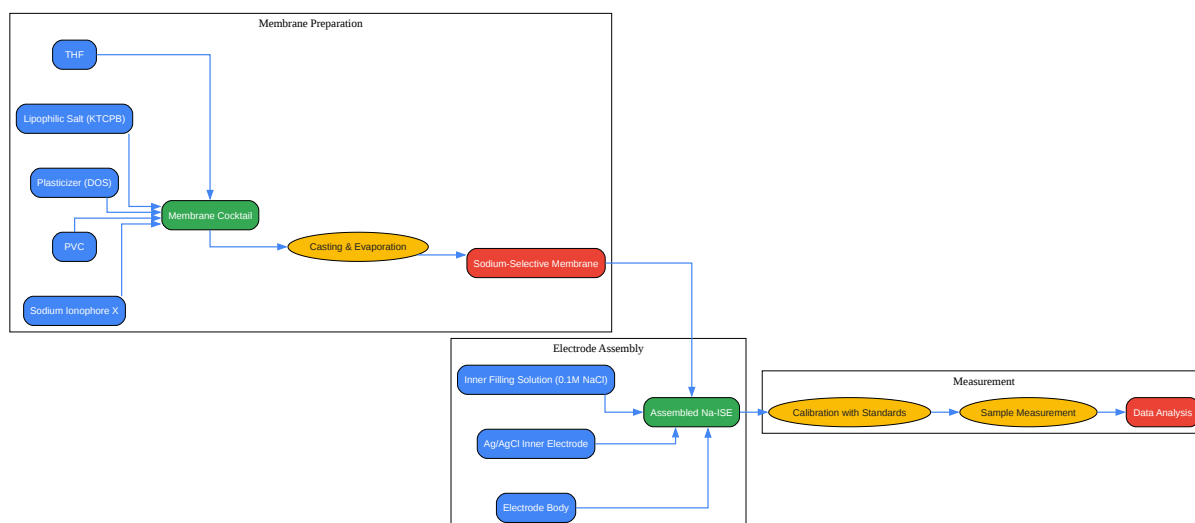 Membrane Preparation
THF
Lipophilic Salt (KTCPB)
Plasticizer (DOS)
Membrane Cocktail
PVC
Casting & Evaporation
Sodium-Selective Membrane
Sodium Ionophore X
Electrode Assembly
Inner Filling Solution (0.1M NaCl)
Assembled Na-ISE
Ag/AgCl Inner Electrode
Electrode Body
Measurement
Calibration with Standards
Sample Measurement
Data Analysis